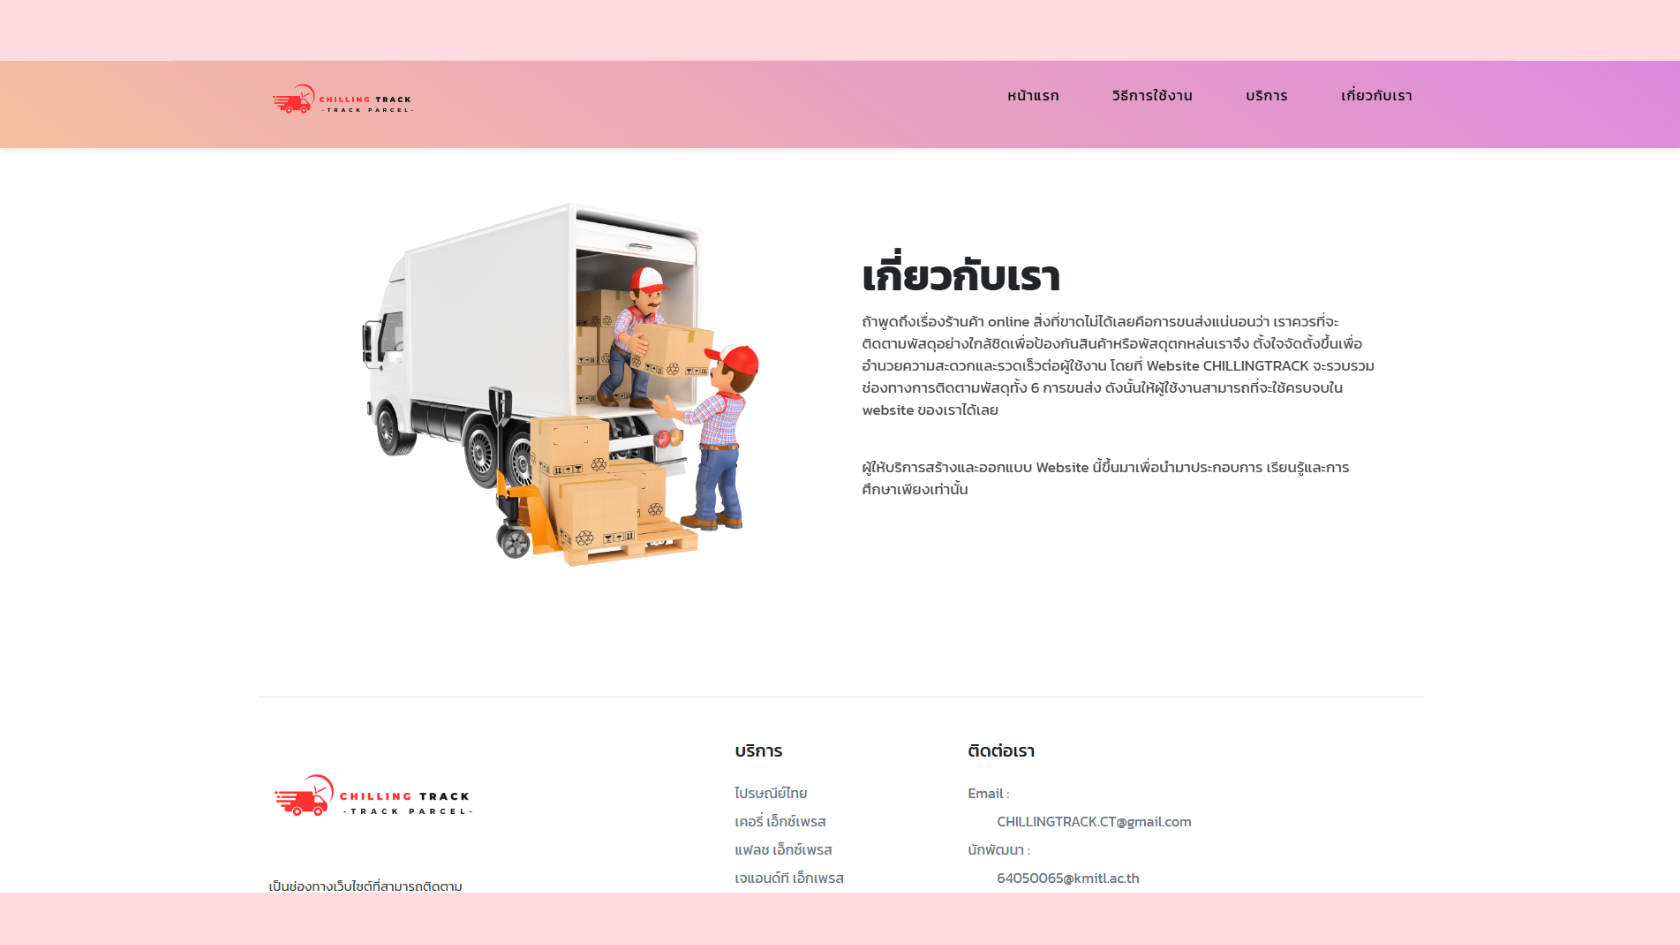 CHILLING TRACK
-TRACK PARCEL-
หน้าแรก
วิธีการใช้งาน
บริการ
เกี่ยวกับเรา
เกี่ยวกับเรา
ถ้าพูดถึงเรื่องร้านค้า online สิ่งที่ขาดไม่ได้เลยคือการขนส่งแน่นอนว่า เราควรที่จะ
ติดตามพัสดุอย่างใกล้ชิดเพื่อป้องกันสินค้าหรือพัสดุตกหล่นเราจึง ตั้งใจจัดตั้งขึ้นเพื่อ
อำนวยความสะดวกและรวดเร็วต่อผู้ใช้งาน โดยที่ Website CHILLINGTRACK จะรวบรวม
ช่องทางการติดตามพัสดุทั้ง 6 การขนส่ง ดังนั้นให้ผู้ใช้งานสามารถที่จะใช้ครบจบใน
website ของเราได้เลย
ผู้ให้บริการสร้างและออกแบบ Website นี้ขึ้นมาเพื่อนำมาประกอบการ เรียนรู้และการ
ศึกษาเพียงเท่านั้น
CHILLING TRACK
-TRACK PARCEL-
เป็นช่องทางเว็บไซต์ที่สามารถติดตาม
บริการ
ไปรษณีย์ไทย
เคอรี่ เอ็กซ์เพรส
แฟลช เอ็กซ์เพรส
เจแอนด์ที เอ็กเพรส
ติดต่อเรา
Email :
CHILLINGTRACK.CT@gmail.com
นักพัฒนา :
64050065@kmitl.ac.th